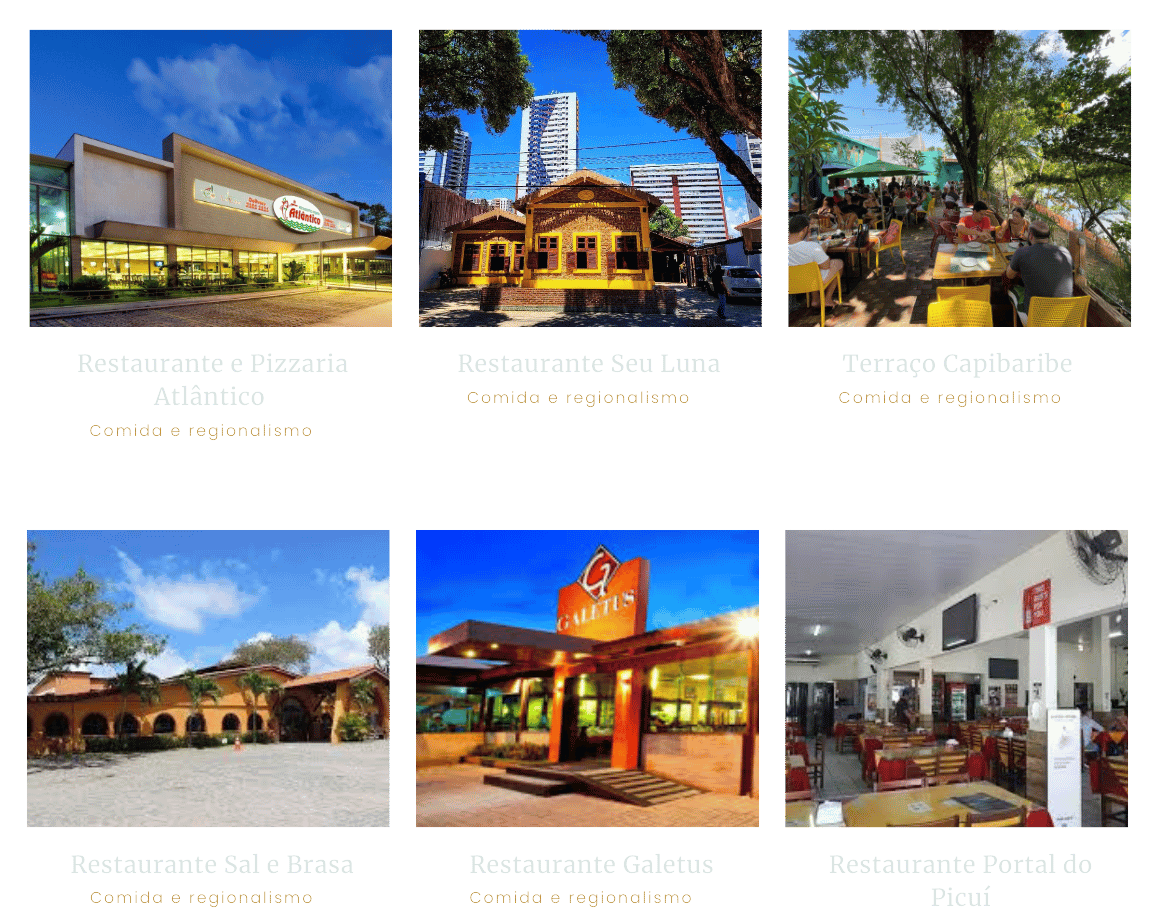 Atlântico
Restaurante e Pizzaria
Atlântico
Comida e regionalismo
Restaurante Seu Luna
Comida e regionalismo
Terraço Capibaribe
Comida e regionalismo
G
GALETUS
Restaurante Sal e Brasa
Comida e regionalismo
Restaurante Galetus
Comida e regionalismo
Restaurante Portal do
Picuí